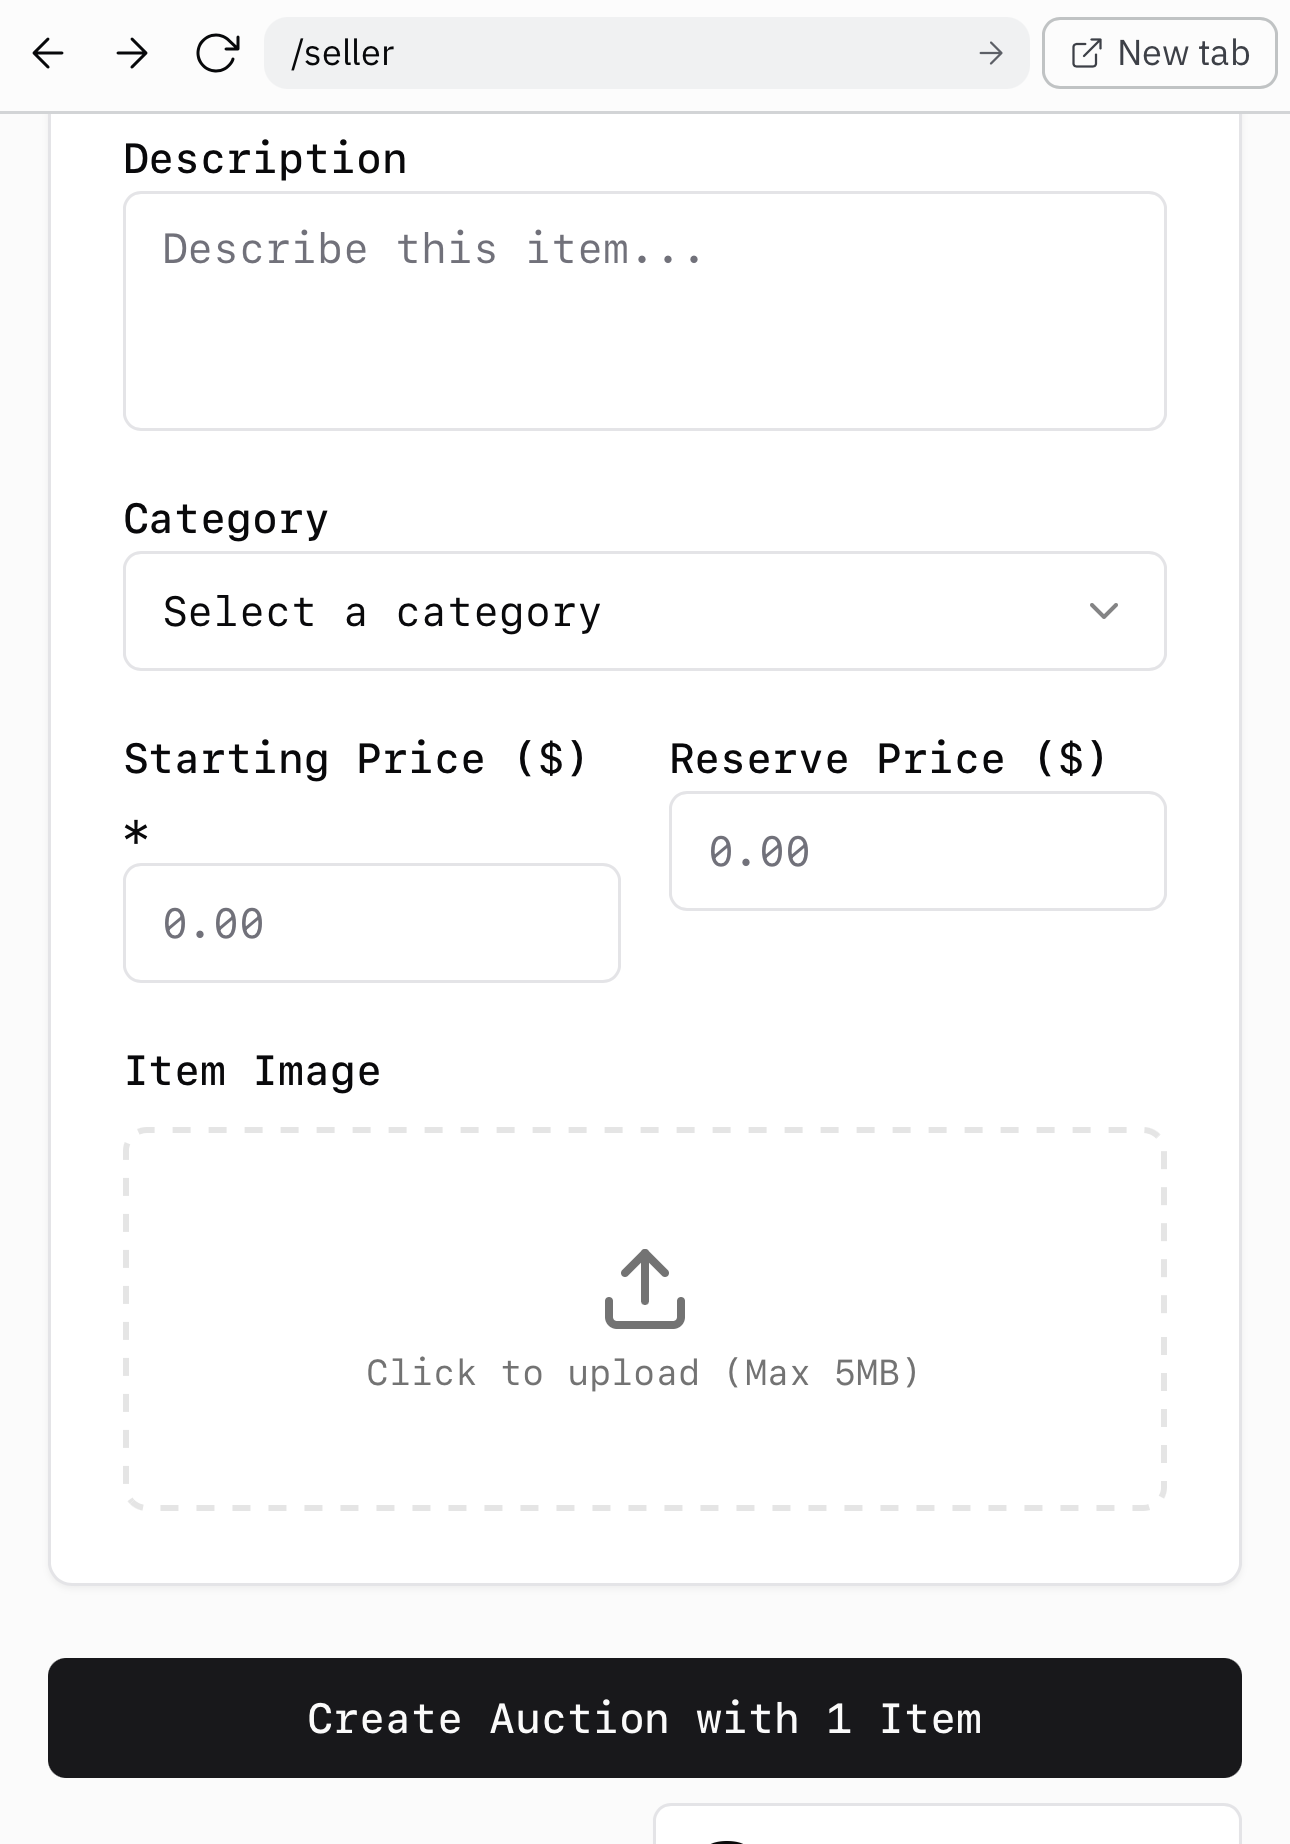 /seller
New tab
Description
Describe this item...
Category
Select a category
Starting Price ($)
*
0.00
Reserve Price ($)
0.00
Item Image
Click to upload (Max 5MB)
Create Auction with 1 Item